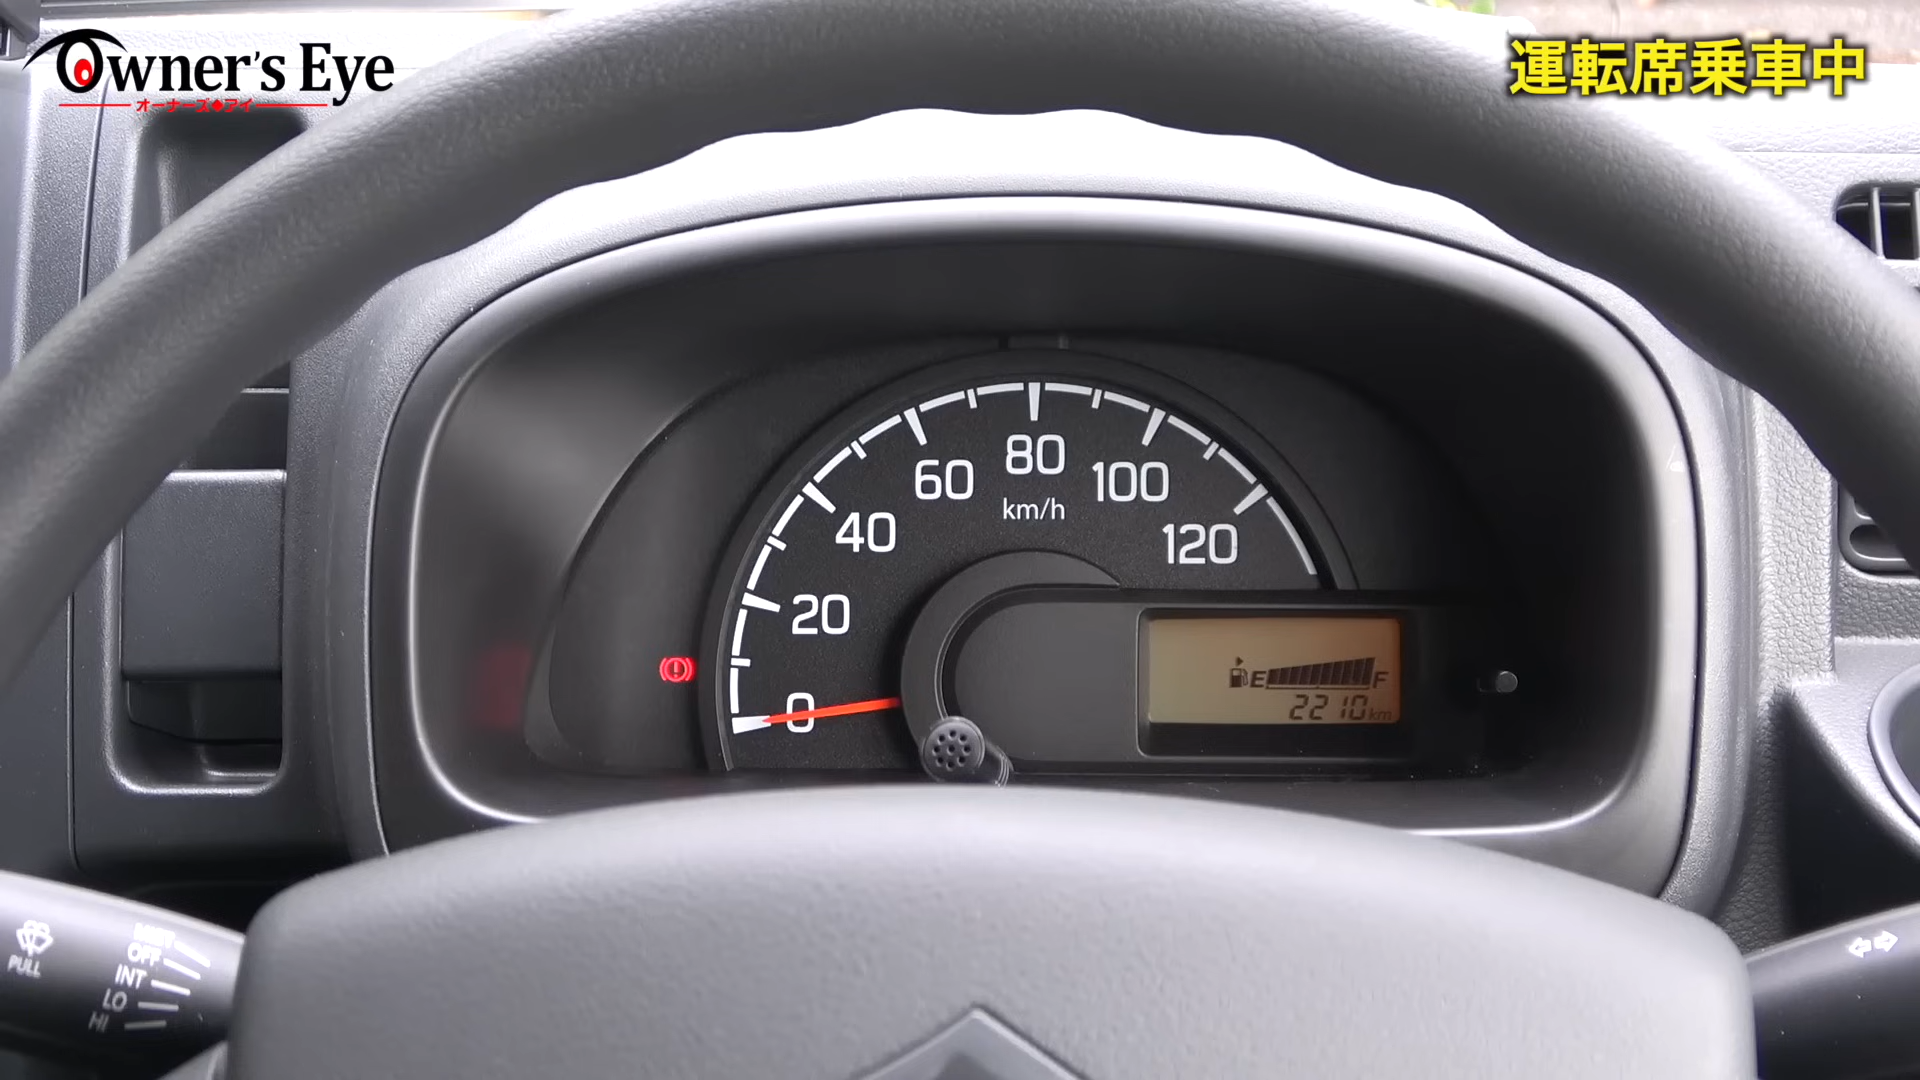 Owner's Eye
オーナーズ◆アイ
運転席乗車中
0
20
40
60
80
100
120
km/h
E F
2210km
PULL
MIST
OFF
INT
LO
HI